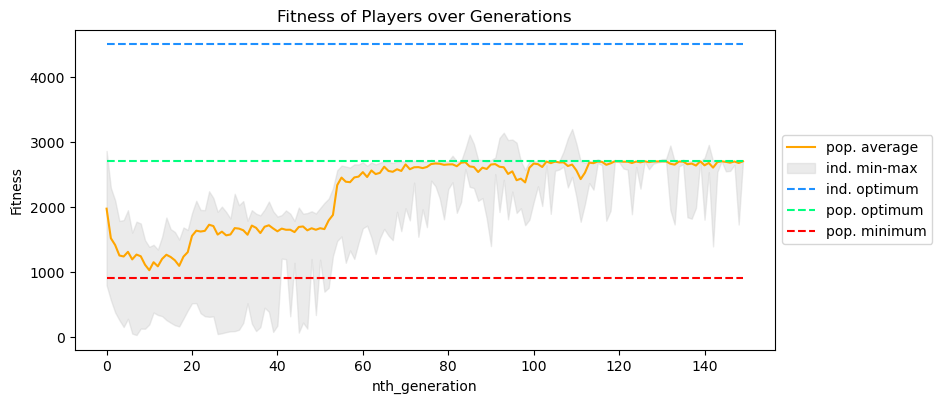 Fitness of Players over Generations
Fitness
4000
3000
2000
1000
0
0 20 40 60 80 100 120 140
nth_generation
pop. average
ind. min-max
ind. optimum
pop. optimum
pop. minimum